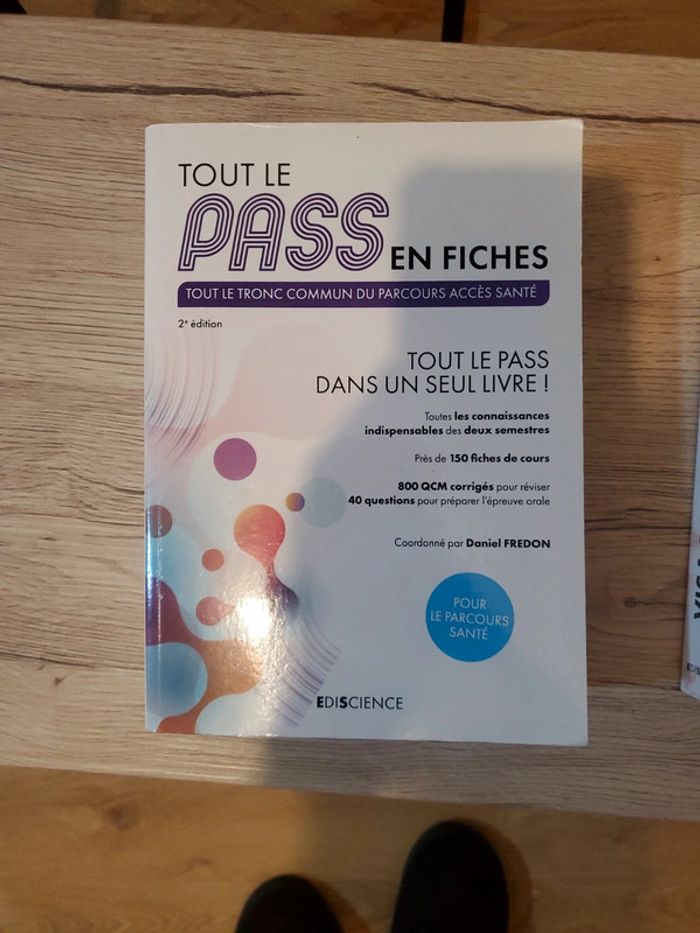 TOUT LE
PASS EN FICHES
TOUT LE TRONC COMMUN DU PARCOURS ACCÈS SANTÉ
2e édition
TOUT LE PASS
DANS UN SEUL LIVRE !
Toutes les connaissances
indispensables des deux semestres
Près de 150 fiches de cours
800 QCM corrigés pour réviser
40 questions pour préparer l'épreuve orale
Coordonné par Daniel FREDON
POUR
LE PARCOURS
SANTÉ
EDISCIENCE